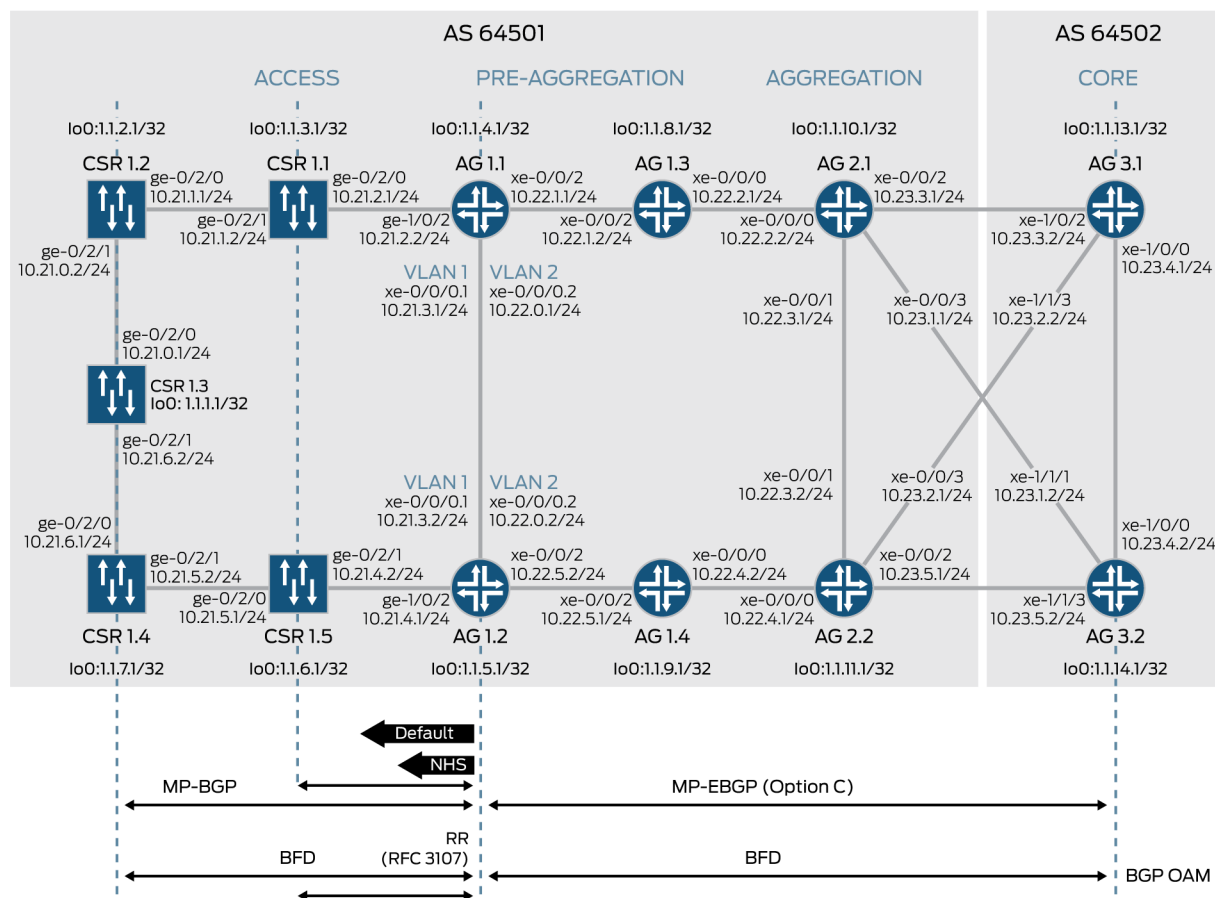 AS 64501
AS 64502
ACCESS
PRE-AGGREGATION
AGGREGATION
CORE
lo0:1.1.2.1/32
lo0:1.1.3.1/32
lo0:1.1.4.1/32
lo0:1.1.8.1/32
lo0:1.1.10.1/32
lo0:1.1.13.1/32
CSR 1.2
CSR 1.1
AG 1.1
AG 1.3
AG 2.1
AG 3.1
ge-0/2/0
10.21.1.1/24
ge-0/2/1
10.21.1.2/24
ge-0/2/0
10.21.2.1/24
ge-1/0/2
10.21.2.2/24
xe-0/0/2
10.22.1.1/24
xe-0/0/2
10.22.1.2/24
xe-0/0/0
10.22.2.1/24
xe-0/0/0
10.22.2.2/24
xe-0/0/2
10.23.3.1/24
xe-1/0/2
10.23.3.2/24
ge-0/2/1
10.21.0.2/24
xe-1/0/0
10.23.4.1/24
VLAN 1
xe-0/0/0.1
10.21.3.1/24
VLAN 2
xe-0/0/0.2
10.22.0.1/24
xe-0/0/1
10.22.3.1/24
xe-0/0/3
10.23.1.1/24
xe-1/1/3
10.23.2.2/24
ge-0/2/0
10.21.0.1/24
CSR 1.3
lo0: 1.1.1.1/32
ge-0/2/1
10.21.6.2/24
VLAN 1
xe-0/0/0.1
10.21.3.2/24
VLAN 2
xe-0/0/0.2
10.22.0.2/24
xe-0/0/1
10.22.3.2/24
xe-0/0/3
10.23.2.1/24
xe-1/1/1
10.23.1.2/24
xe-1/0/0
10.23.4.2/24
ge-0/2/0
10.21.6.1/24
ge-0/2/1
10.21.5.2/24
ge-0/2/0
10.21.5.1/24
ge-0/2/1
10.21.4.2/24
ge-1/0/2
10.21.4.1/24
xe-0/0/2
10.22.5.2/24
xe-0/0/2
10.22.5.1/24
xe-0/0/0
10.22.4.2/24
xe-0/0/0
10.22.4.1/24
xe-0/0/2
10.23.5.1/24
xe-1/1/3
10.23.5.2/24
CSR 1.4
CSR 1.5
AG 1.2
AG 1.4
AG 2.2
AG 3.2
lo0:1.1.7.1/32
lo0:1.1.6.1/32
lo0:1.1.5.1/32
lo0:1.1.9.1/32
lo0:1.1.11.1/32
lo0:1.1.14.1/32
Default
NHS
MP-BGP
MP-EBGP (Option C)
RR
(RFC 3107)
BFD
BFD
BGP OAM